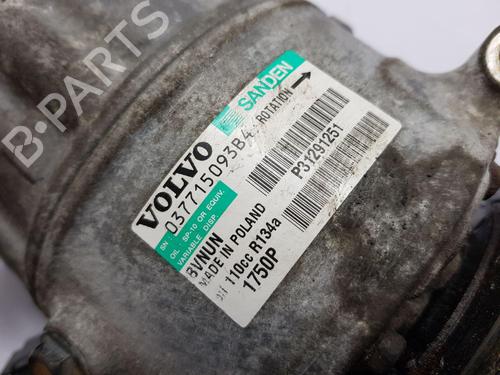 B-PARTS
VOLVO
SANDEN
SN : 037715093B4
ROTATION →
OIL : SP-10 OR EQUIV.
VARIABLE DISP.
P31291251
BVNUN
MADE IN POLAND
110cc R134a
1750P